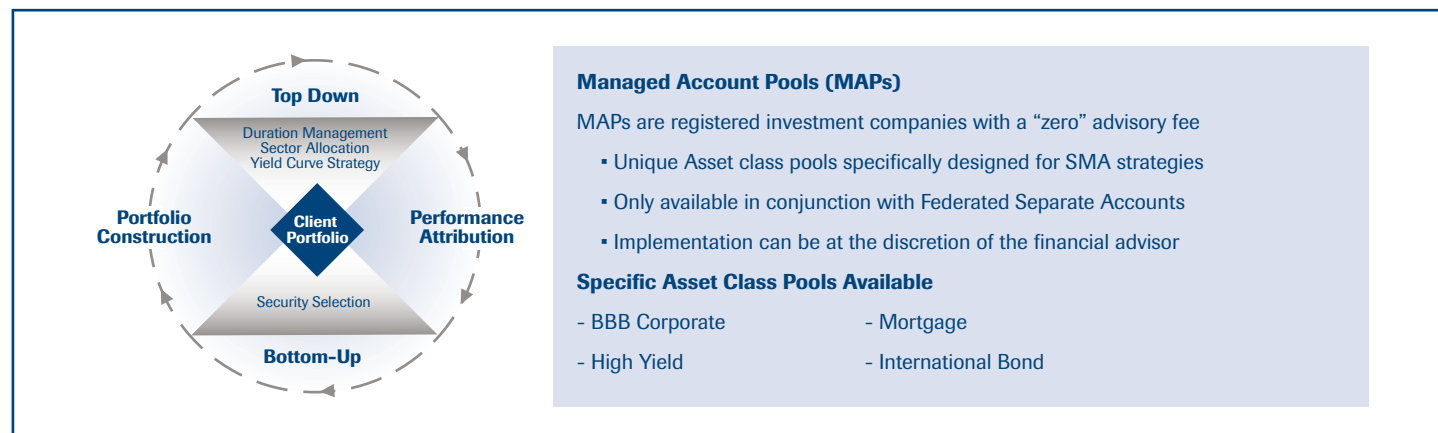 Top Down
Duration Management
Sector Allocation
Yield Curve Strategy
Portfolio
Construction
Client
Portfolio
Performance
Attribution
Security Selection
Bottom-Up
Managed Account Pools (MAPs)
MAPs are registered investment companies with a “zero” advisory fee
▪ Unique Asset class pools specifically designed for SMA strategies
▪ Only available in conjunction with Federated Separate Accounts
▪ Implementation can be at the discretion of the financial advisor
Specific Asset Class Pools Available
- BBB Corporate - Mortgage
- High Yield - International Bond